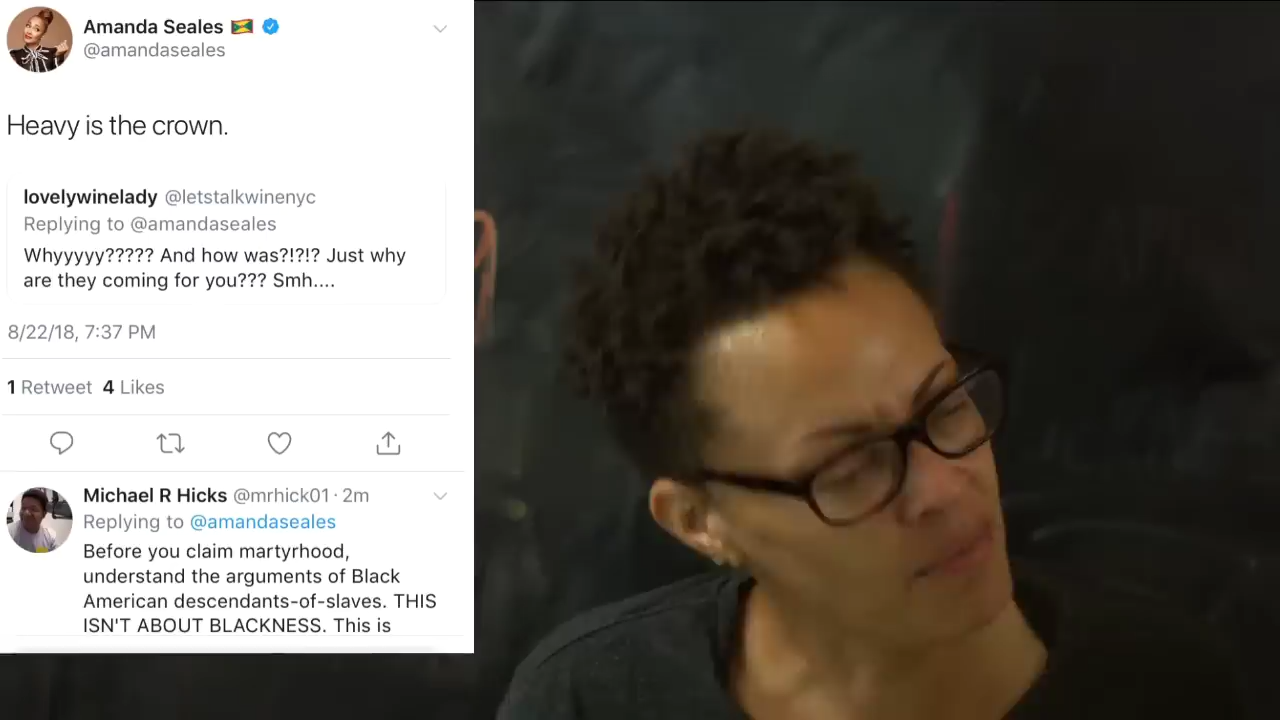 Amanda Seales 🇬🇩
@amandaseales
Heavy is the crown.
lovelywinelady @letstalkwinenyc
Replying to @amandaseales
Whyyyyy????? And how was?!?!? Just why
are they coming for you??? Smh....
8/22/18, 7:37 PM
1 Retweet 4 Likes
Michael R Hicks @mrhick01 · 2m
Replying to @amandaseales
Before you claim martyrhood,
understand the arguments of Black
American descendants-of-slaves. THIS
ISN'T ABOUT BLACKNESS. This is